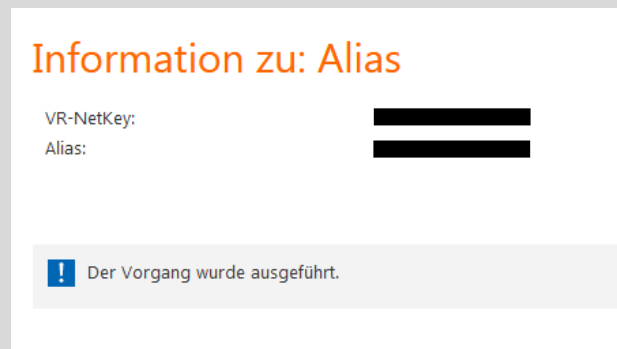 Information zu: Alias
VR-NetKey:
Alias:
Der Vorgang wurde ausgeführt.